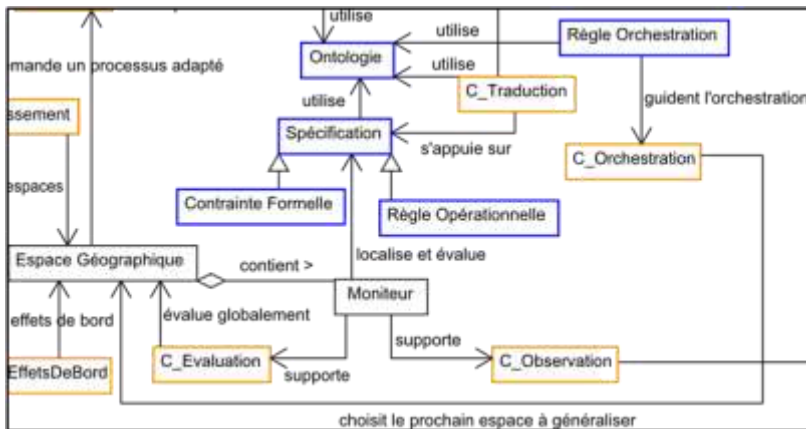 utilise
Règle Orchestration
utilise
Ontologie
emande un processus adapté
utilise
C_Traduction
utilise
guident l'orchestration
ssement
Spécification
s'appuie sur
C_Orchestration
espaces
Contrainte Formelle
Règle Opérationnelle
Espace Géographique
contient >
localise et évalue
Moniteur
effets de bord
évalue globalement
supporte
EffetsDeBord
C_Evaluation
C_Observation
supporte
choisit le prochain espace à généraliser